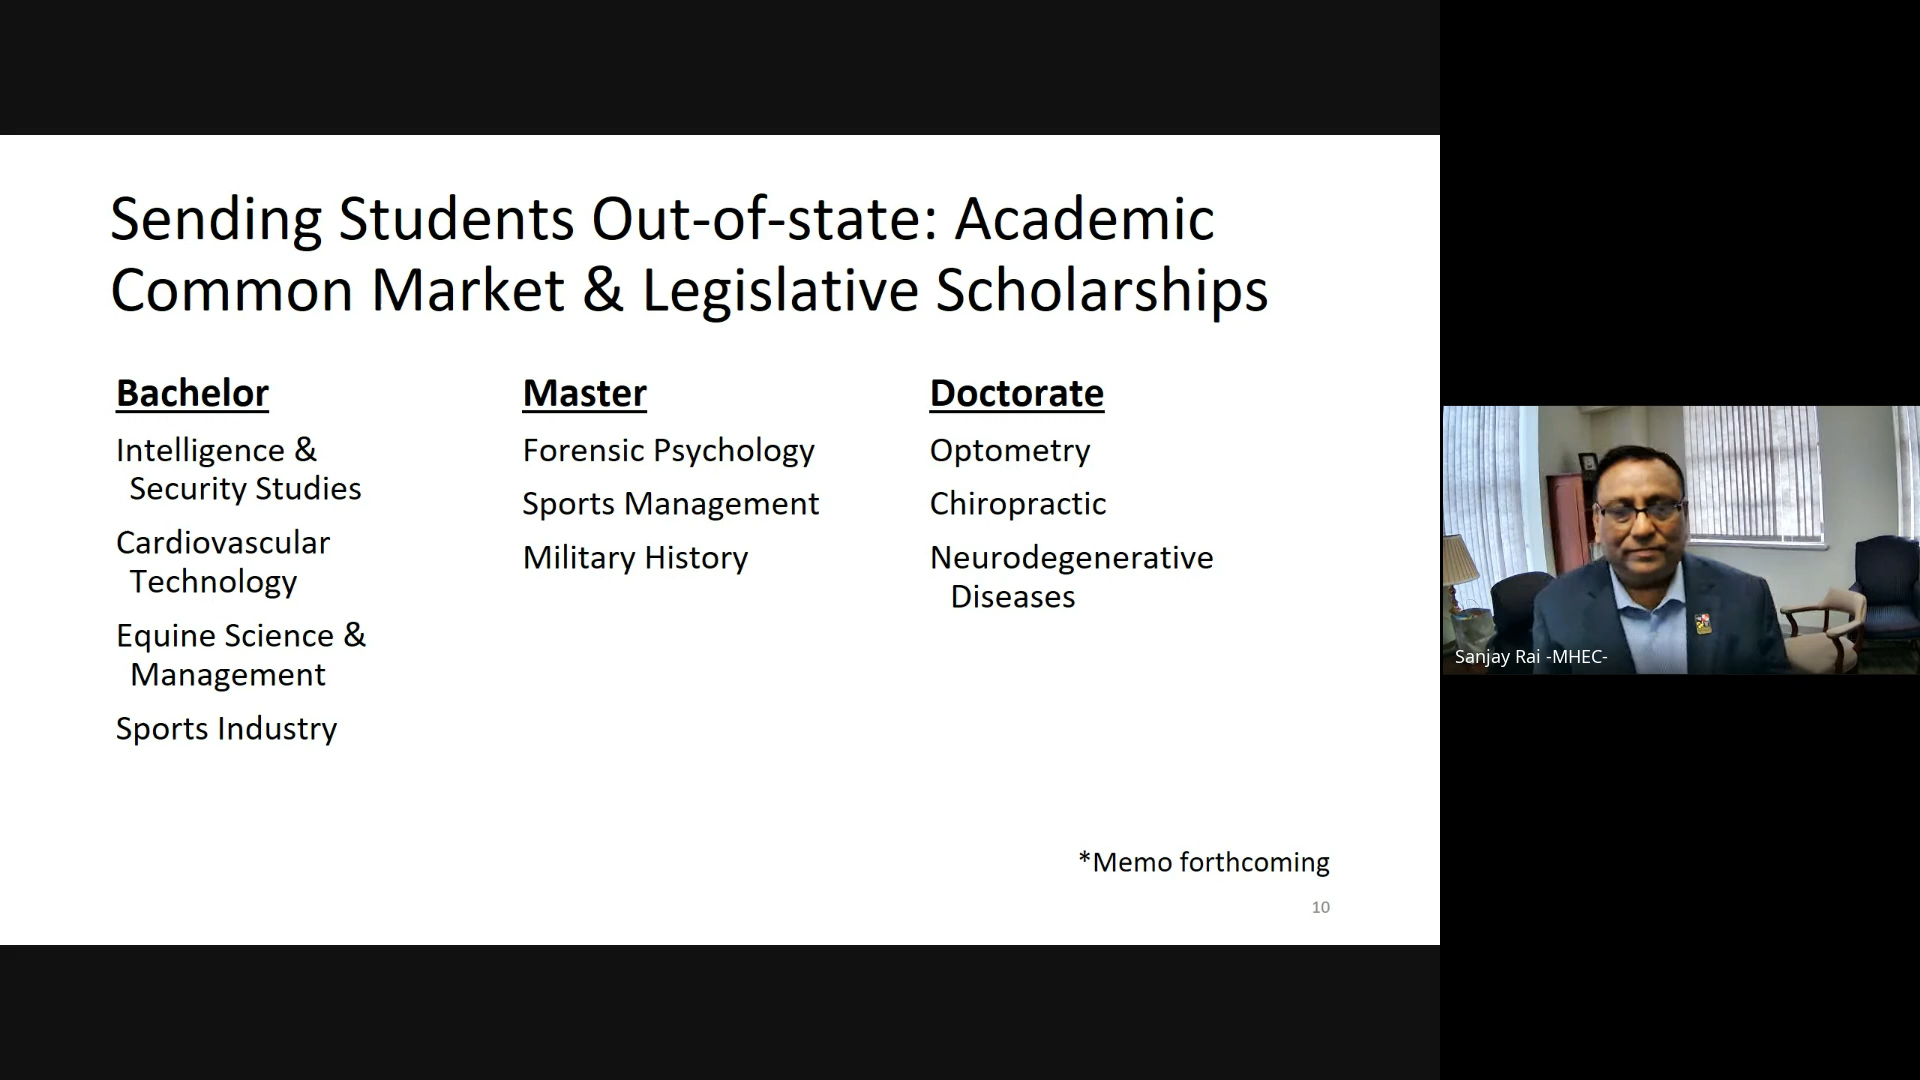 Sending Students Out-of-state: Academic
Common Market & Legislative Scholarships
Bachelor
Intelligence &
Security Studies
Cardiovascular
Technology
Equine Science &
Management
Sports Industry
Master
Forensic Psychology
Sports Management
Military History
Doctorate
Optometry
Chiropractic
Neurodegenerative
Diseases
*Memo forthcoming
10
Sanjay Rai -MHEC-